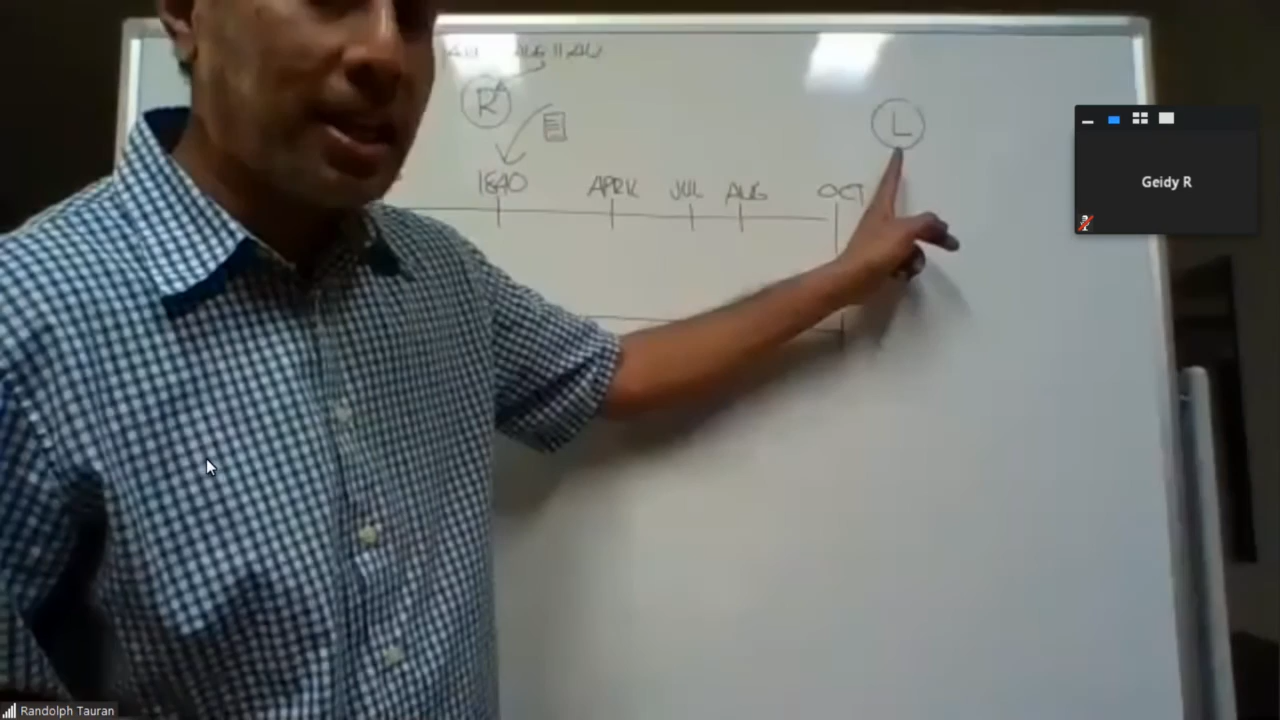 R
L
1840 APRIL JUL AUG OCT
Geidy R
Randolph Tauran